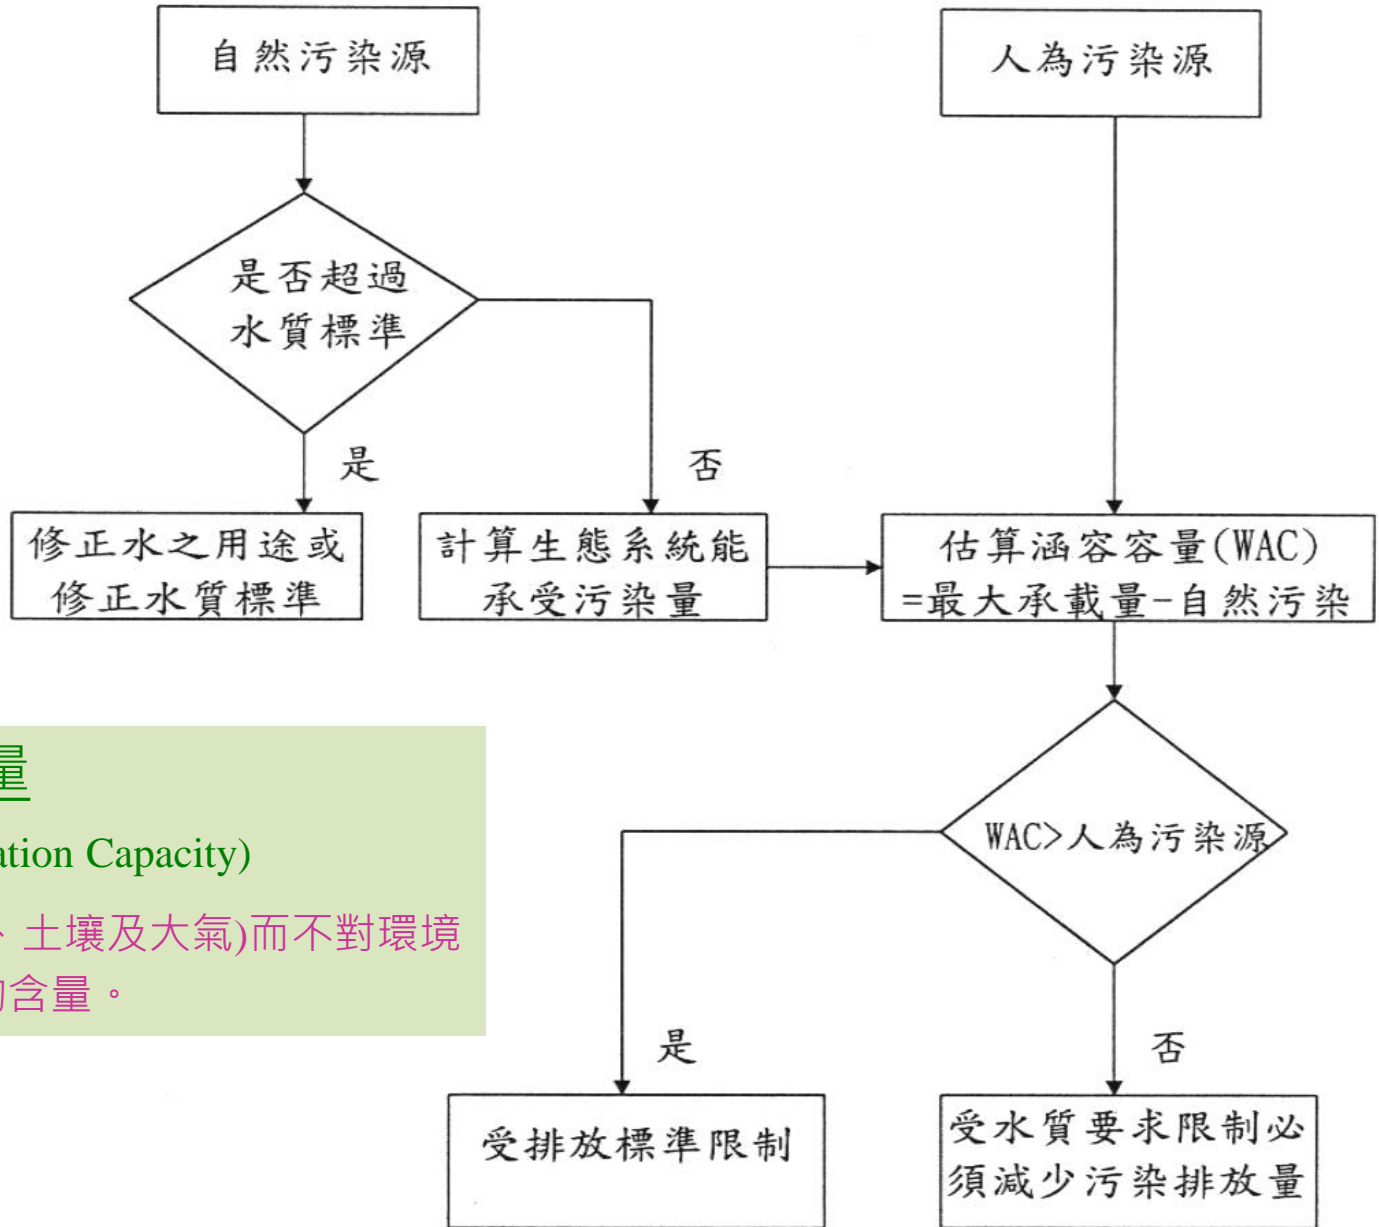 自然污染源
人為污染源
是否超過
水質標準
是
否
修正水之用途或
修正水質標準
計算生態系統能
承受污染量
估算涵容容量(WAC)
=最大承載量-自然污染
量
ation Capacity)
、土壤及大氣)而不對環境
的含量。
WAC>人為污染源
是
否
受排放標準限制
受水質要求限制必
須減少污染排放量